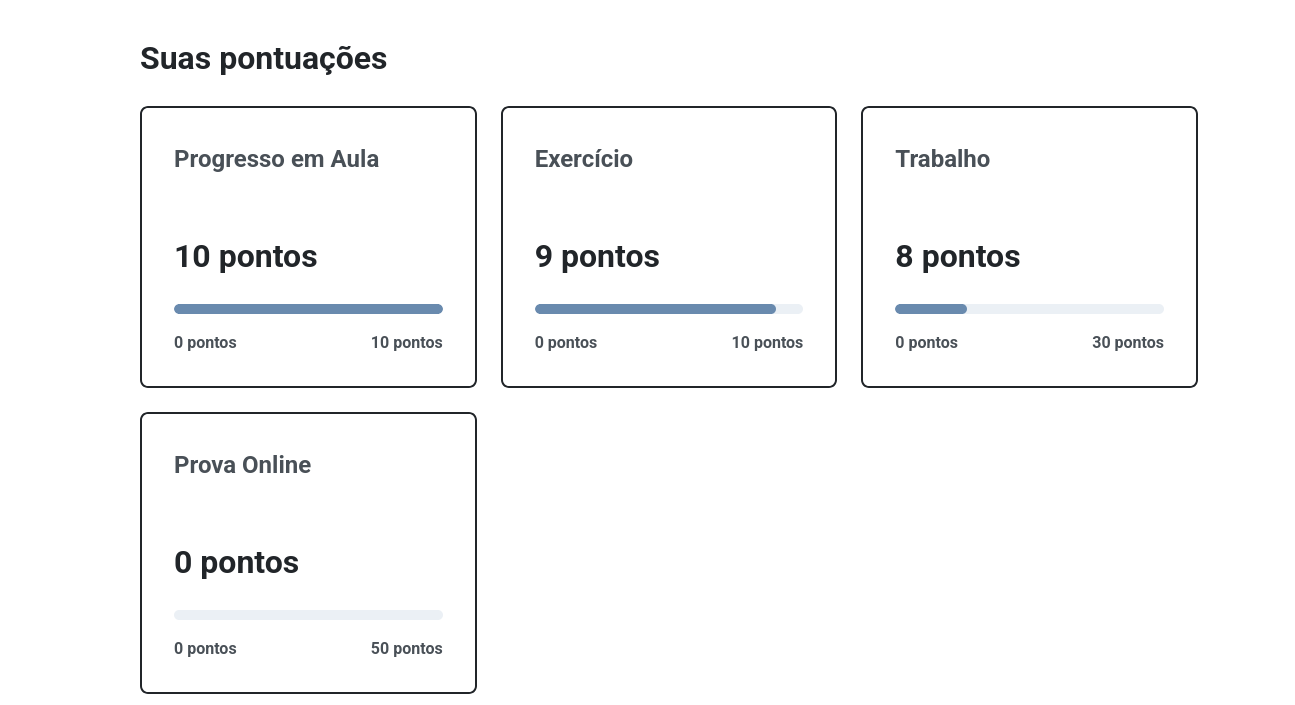 Suas pontuações
Progresso em Aula
10 pontos
0 pontos 10 pontos
Exercício
9 pontos
0 pontos 10 pontos
Trabalho
8 pontos
0 pontos 30 pontos
Prova Online
0 pontos
0 pontos 50 pontos